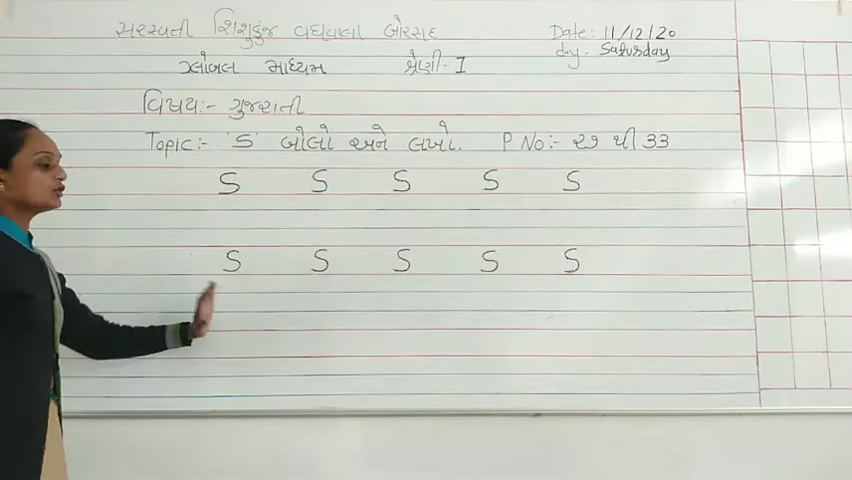 સરસ્વતી શિશુકુંજ વઘવાલા બોરસદ Date: 11/12/20
ગ્લોબલ માધ્યમ શ્રેણી-I day. Saturday
વિષય:- ગુજરાતી
Topic:- 'ડ' બોલો અને લખો. P No:- ૨૭ થી 33
ડ ડ ડ ડ ડ
ડ ડ ડ ડ ડ